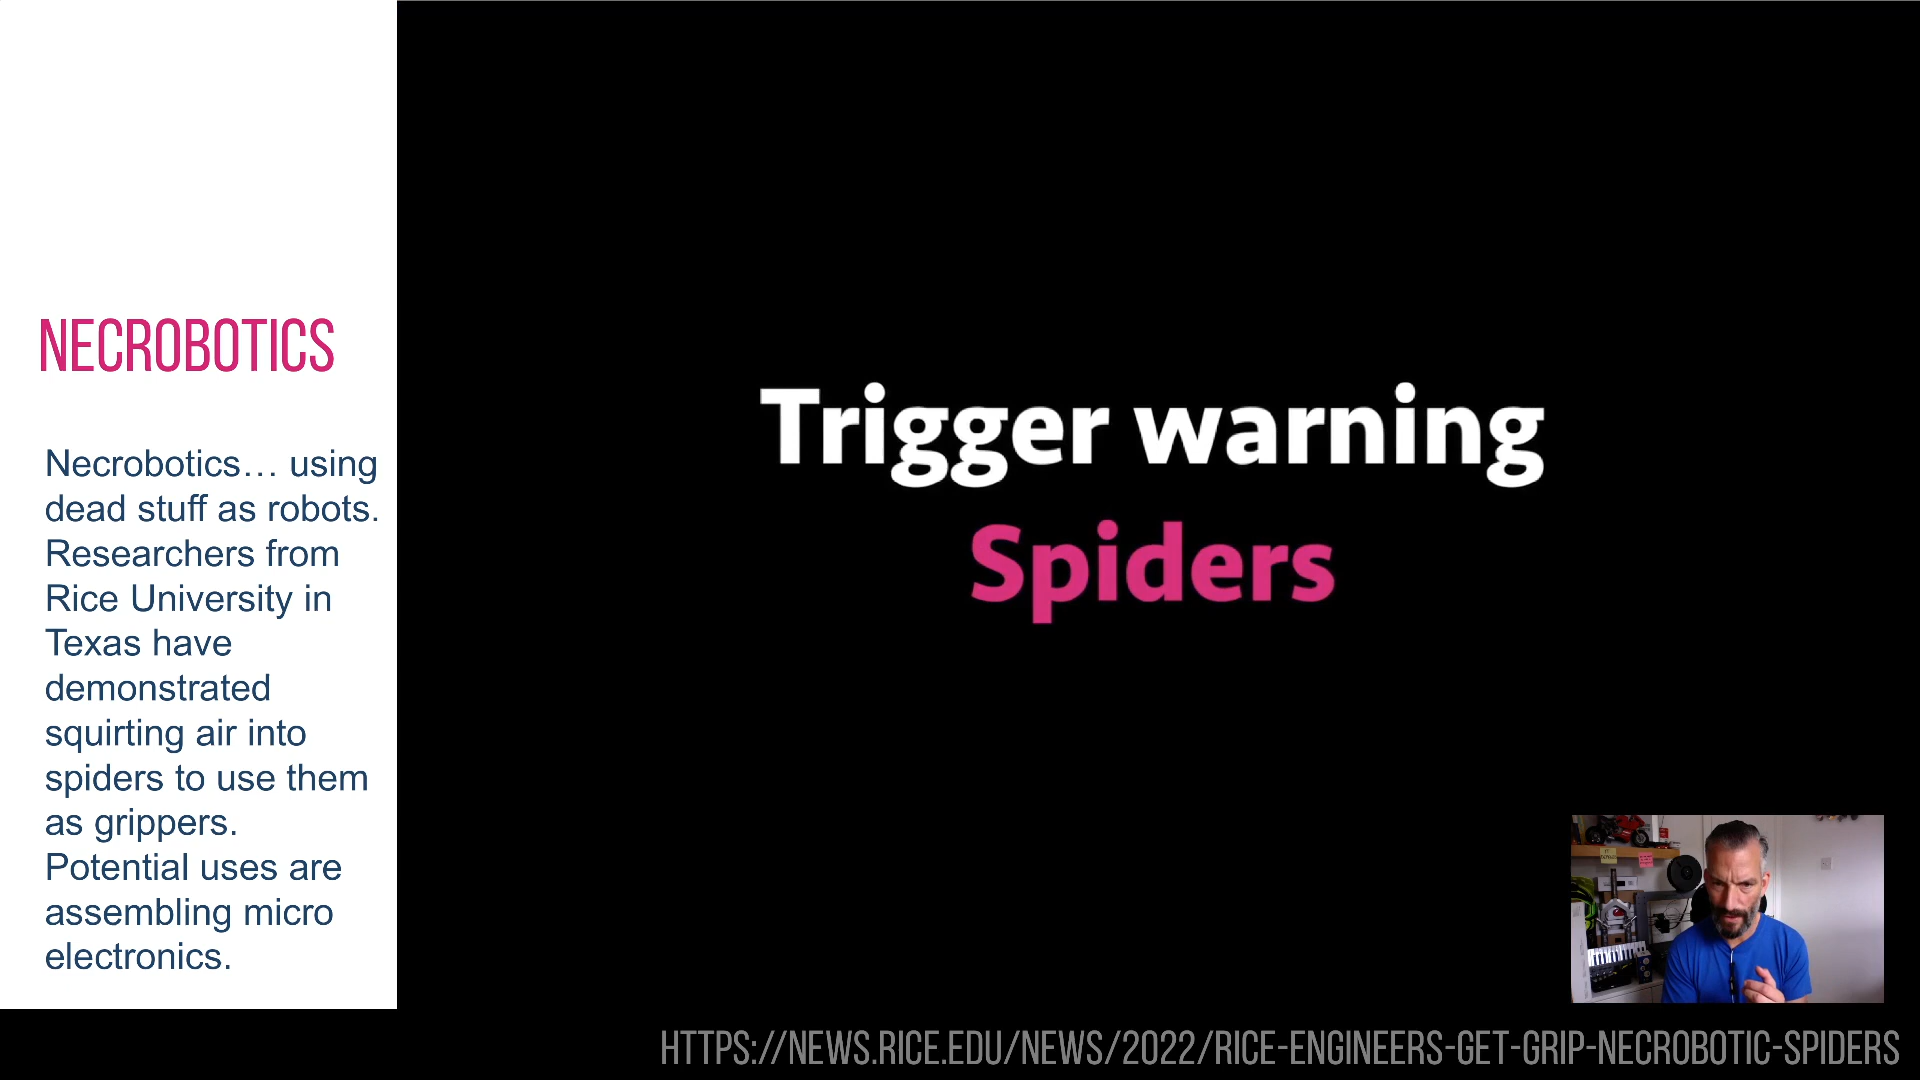 NECROBOTICS
Necrobotics… using
dead stuff as robots.
Researchers from
Rice University in
Texas have
demonstrated
squirting air into
spiders to use them
as grippers.
Potential uses are
assembling micro
electronics.
Trigger warning
Spiders
HTTPS://NEWS.RICE.EDU/NEWS/2022/RICE-ENGINEERS-GET-GRIP-NECROBOTIC-SPIDERS